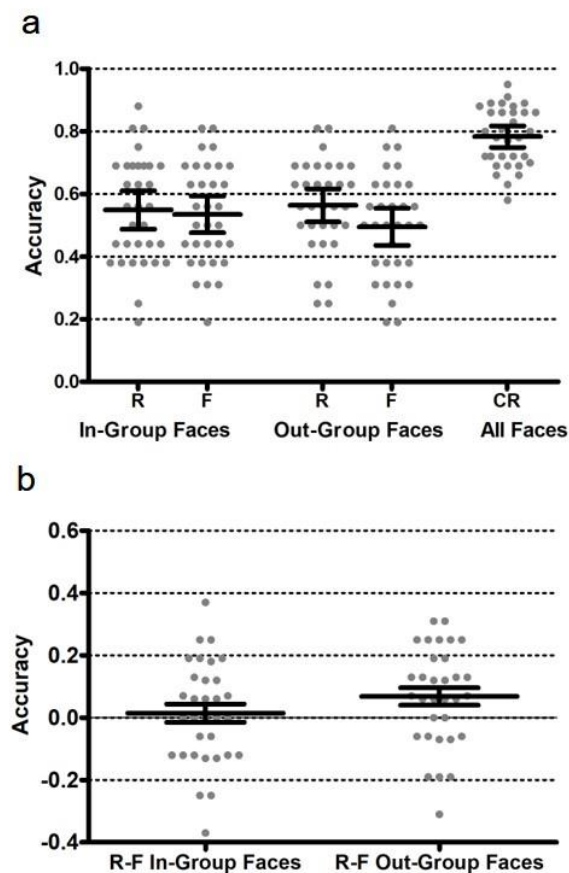 a
1.0
0.8
0.6
0.4
0.2
0.0
Accuracy
R F R F CR
In-Group Faces Out-Group Faces All Faces
b
0.6
0.4
0.2
0.0
-0.2
-0.4
Accuracy
R-F In-Group Faces R-F Out-Group Faces